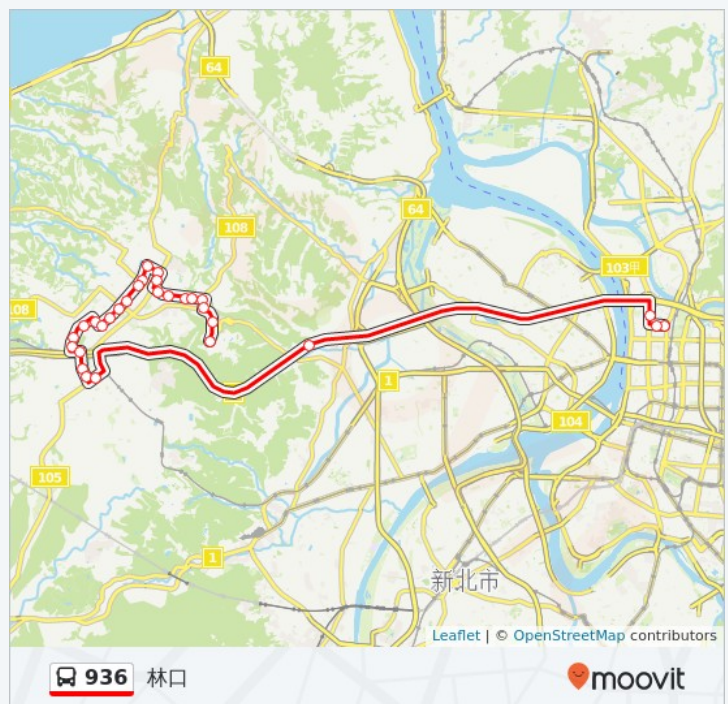 64
64
108
103甲
08
1
104
105
1
新北市
Leaflet | © OpenStreetMap contributors
936 林口
moovit